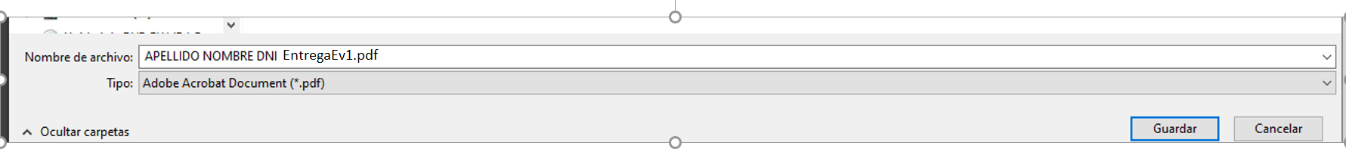 Nombre de archivo: APELLIDO NOMBRE DNI EntregaEv1.pdf
Tipo: Adobe Acrobat Document (*.pdf)
Ocultar carpetas Guardar Cancelar